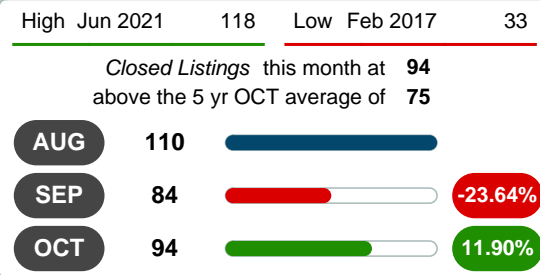 High Jun 2021 118 Low Feb 2017 33
Closed Listings this month at 94
above the 5 yr OCT average of 75
AUG 110
SEP 84 -23.64%
OCT 94 11.90%